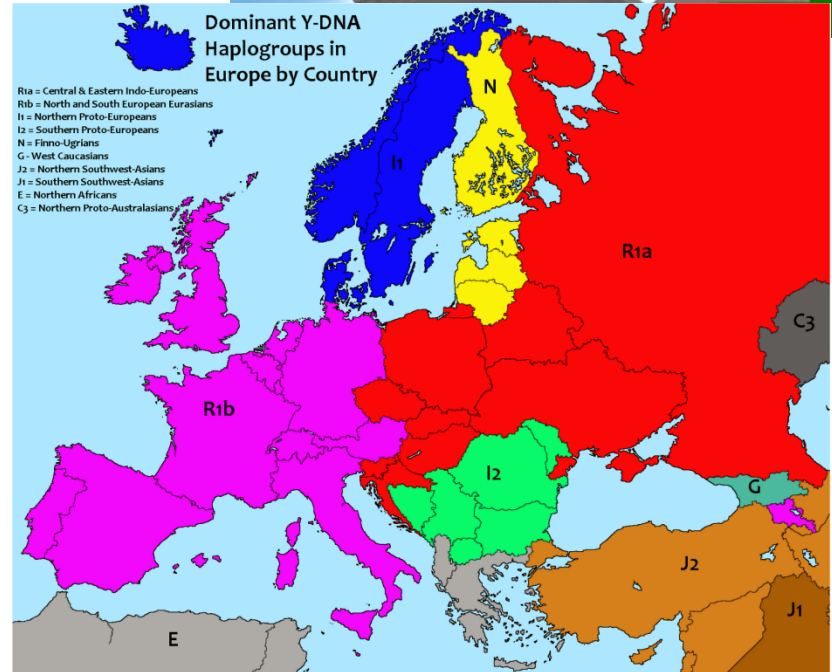 Dominant Y-DNA
Haplogroups in
Europe by Country
R1a = Central & Eastern Indo-Europeans
R1b = North and South European Eurasians
I1 = Northern Proto-Europeans
I2 = Southern Proto-Europeans
N = Finno-Ugrians
G - West Caucasians
J2 = Northern Southwest-Asians
J1 = Southern Southwest-Asians
E = Northern Africans
C3 = Northern Proto-Australasians
N
I1
R1a
C3
R1b
I2
G
J2
J1
E